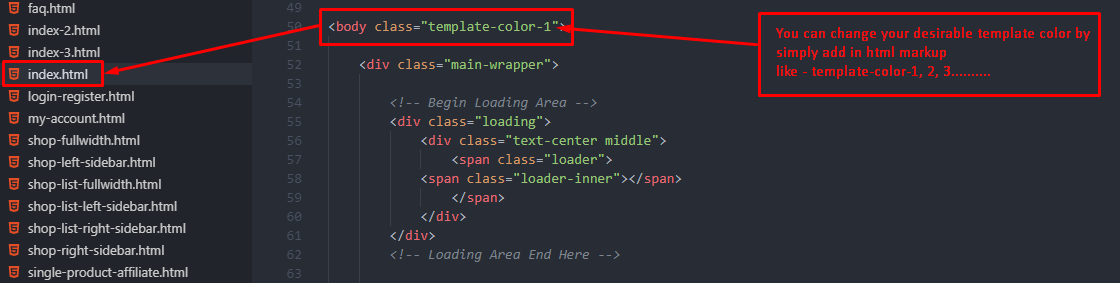 faq.html
index-2.html
index-3.html
index.html
login-register.html
my-account.html
shop-fullwidth.html
shop-left-sidebar.html
shop-list-fullwidth.html
shop-list-left-sidebar.html
shop-list-right-sidebar.html
shop-right-sidebar.html
single-product-affiliate.html
49
50 <body class="template-color-1">
51
52 <div class="main-wrapper">
53
54 <!-- Begin Loading Area -->
55 <div class="loading">
56 <div class="text-center middle">
57 <span class="loader">
58 <span class="loader-inner"></span>
59 </span>
60 </div>
61 </div>
62 <!-- Loading Area End Here -->
63
You can change your desirable template color by
simply add in html markup
like - template-color-1, 2, 3..........